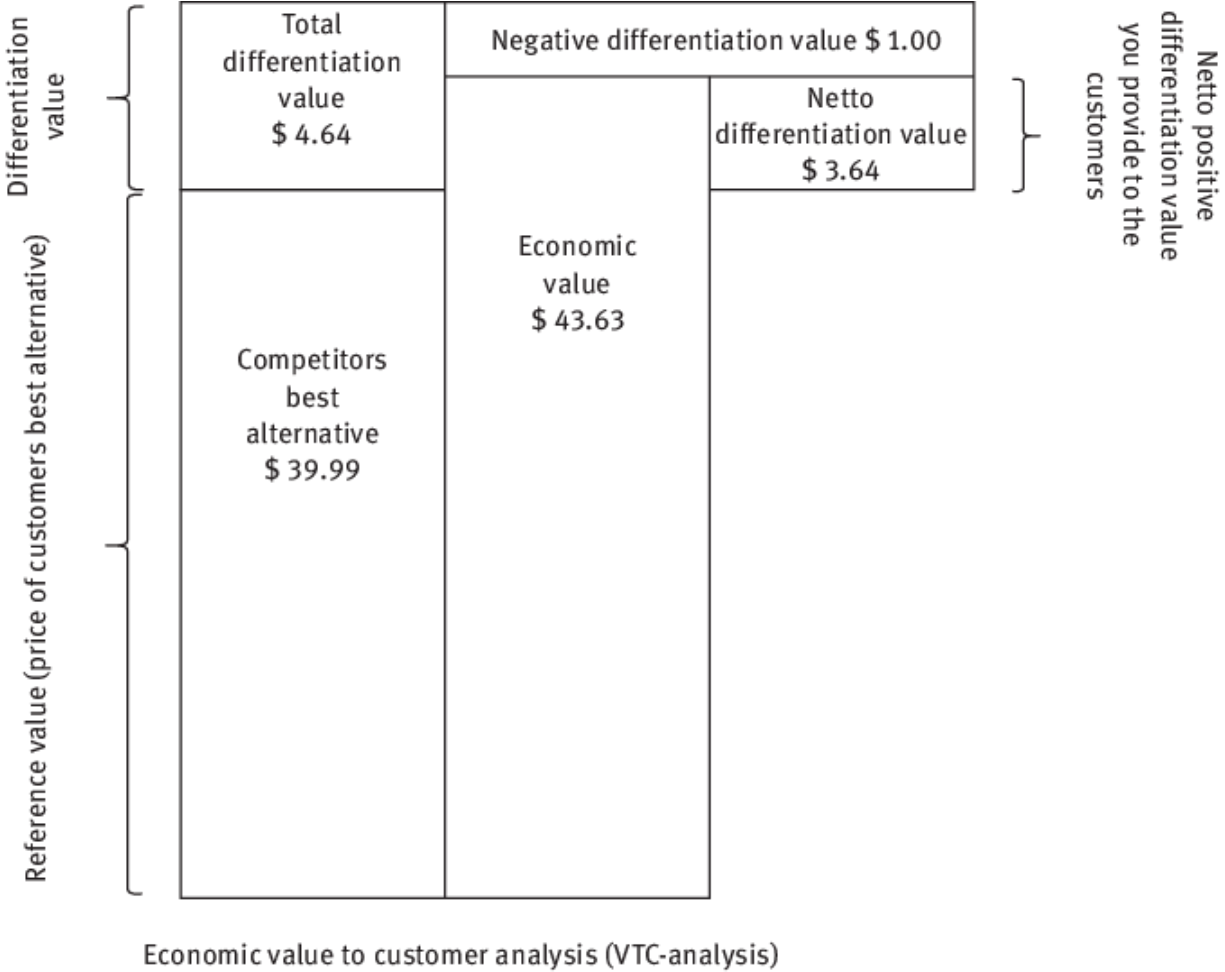 Differentiation
value
Total
differentiation
value
$ 4.64
Negative differentiation value $ 1.00
Netto
differentiation value
$ 3.64
Netto positive
differentiation value
you provide to the
customers
Reference value (price of customers best alternative)
Competitors
best
alternative
$ 39.99
Economic
value
$ 43.63
Economic value to customer analysis (VTC-analysis)